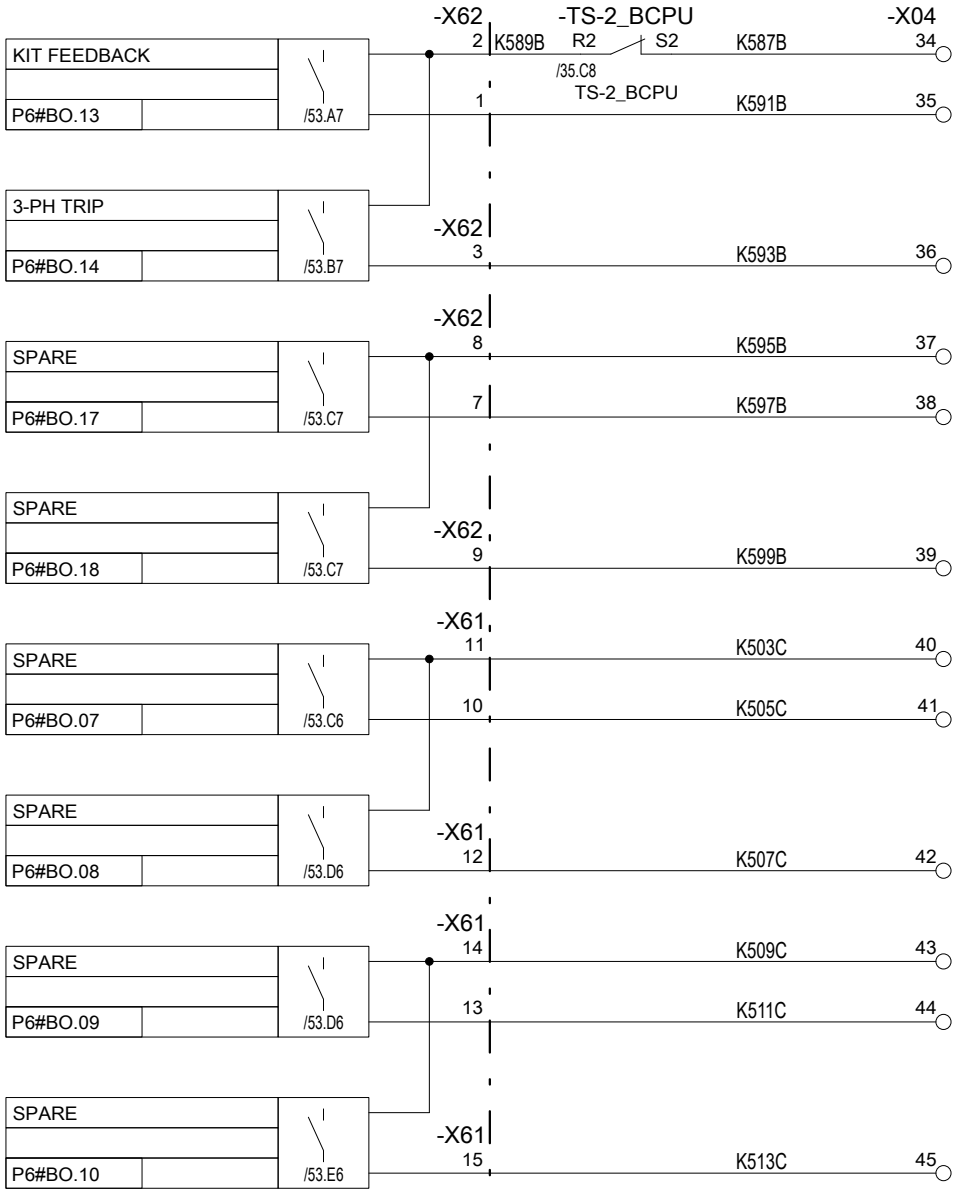 -X62 -TS-2_BCPU -X04
2 K589B R2 S2 K587B 34
KIT FEEDBACK
/35.C8
TS-2_BCPU
1 K591B 35
P6#BO.13 /53.A7
3-PH TRIP
-X62
3 K593B 36
P6#BO.14 /53.B7
-X62
8 K595B 37
SPARE
7 K597B 38
P6#BO.17 /53.C7
SPARE
-X62
9 K599B 39
P6#BO.18 /53.C7
-X61
11 K503C 40
SPARE
10 K505C 41
P6#BO.07 /53.C6
SPARE
-X61
12 K507C 42
P6#BO.08 /53.D6
-X61
14 K509C 43
SPARE
13 K511C 44
P6#BO.09 /53.D6
SPARE
-X61
15 K513C 45
P6#BO.10 /53.E6